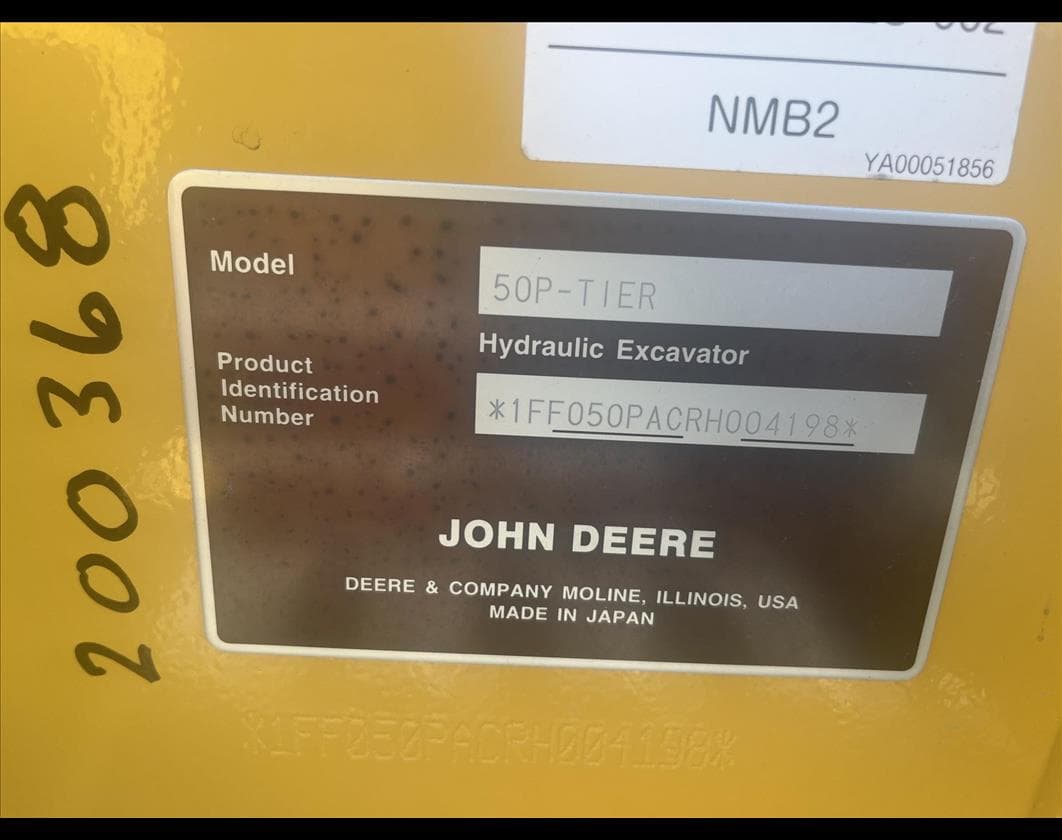 NMB2
YA00051856
Model
50P-TIER
Hydraulic Excavator
Product
Identification
Number
*1FF050PACRH004198*
JOHN DEERE
DEERE & COMPANY MOLINE, ILLINOIS, USA
MADE IN JAPAN
*1FF050PACRH004198*
200368